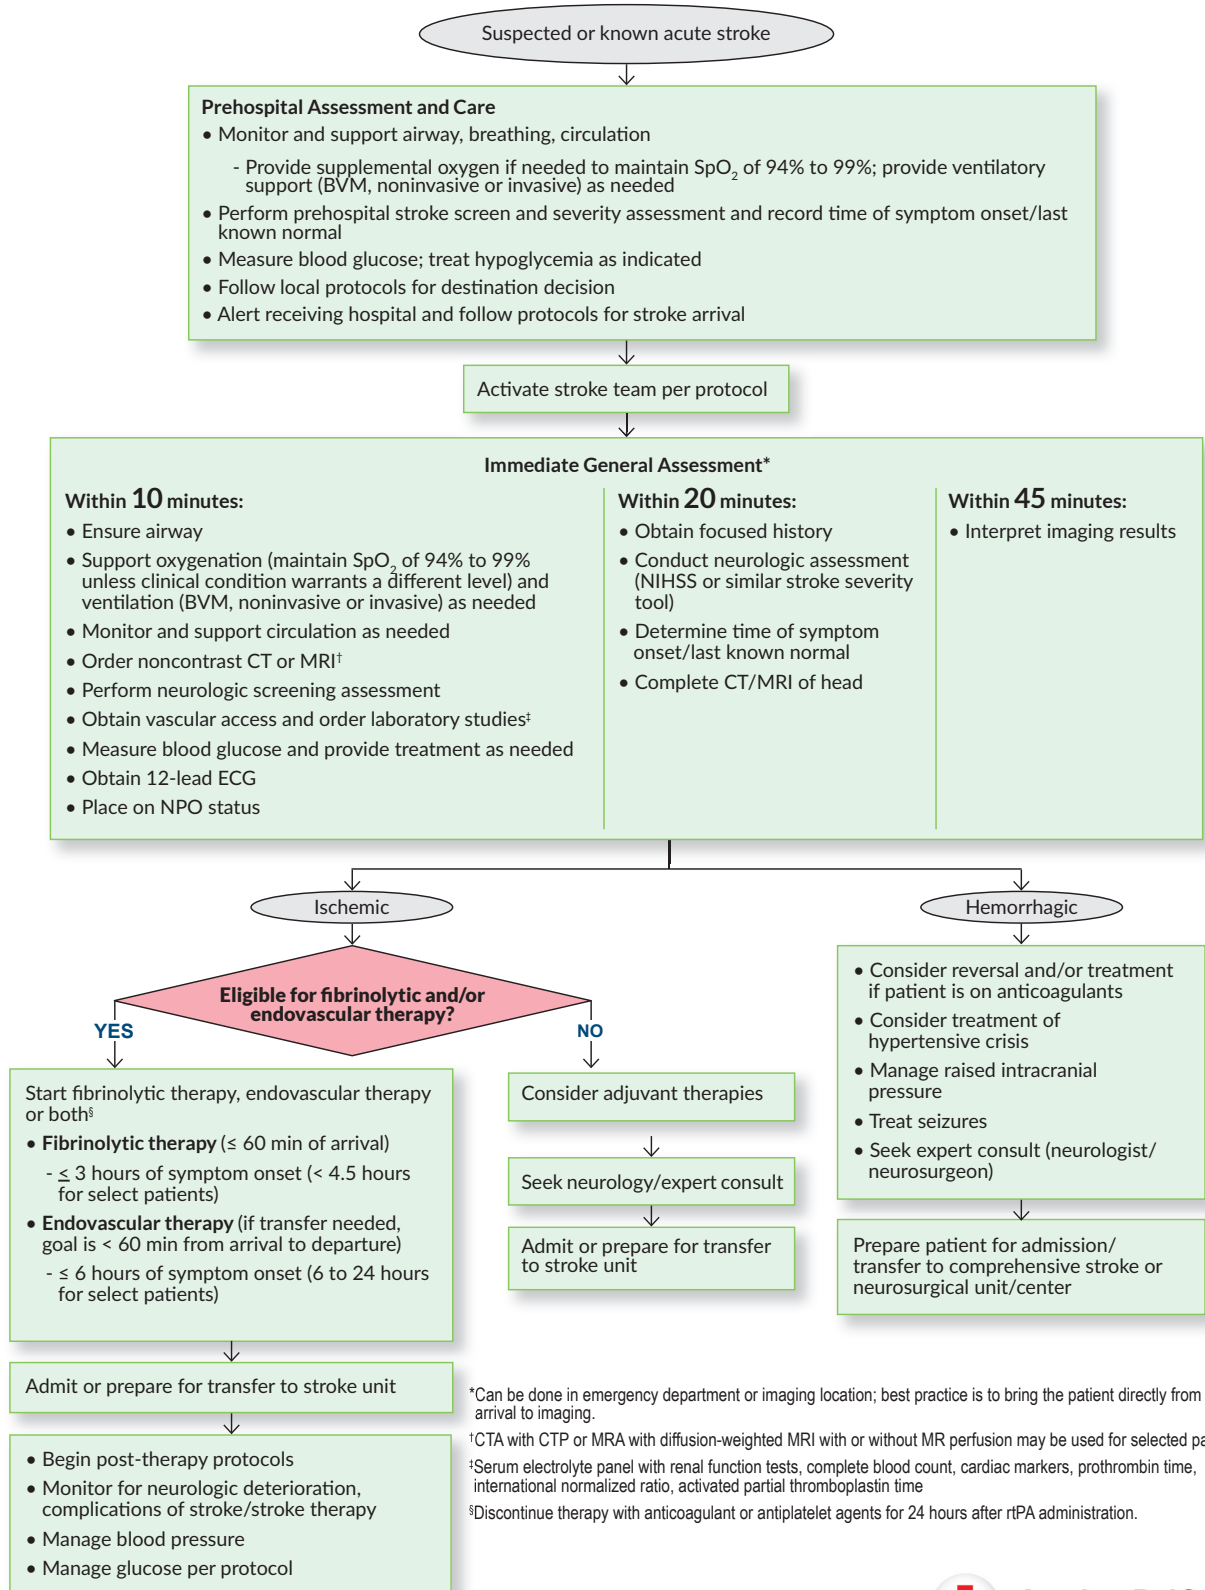 Suspected or known acute stroke
Prehospital Assessment and Care
• Monitor and support airway, breathing, circulation
- Provide supplemental oxygen if needed to maintain SpO₂ of 94% to 99%; provide ventilatory
support (BVM, noninvasive or invasive) as needed
• Perform prehospital stroke screen and severity assessment and record time of symptom onset/last
known normal
• Measure blood glucose; treat hypoglycemia as indicated
• Follow local protocols for destination decision
• Alert receiving hospital and follow protocols for stroke arrival
Activate stroke team per protocol
Immediate General Assessment*
Within 10 minutes:
• Ensure airway
• Support oxygenation (maintain SpO₂ of 94% to 99%
unless clinical condition warrants a different level) and
ventilation (BVM, noninvasive or invasive) as needed
• Monitor and support circulation as needed
• Order noncontrast CT or MRI†
• Perform neurologic screening assessment
• Obtain vascular access and order laboratory studies‡
• Measure blood glucose and provide treatment as needed
• Obtain 12-lead ECG
• Place on NPO status
Within 20 minutes:
• Obtain focused history
• Conduct neurologic assessment
(NIHSS or similar stroke severity
tool)
• Determine time of symptom
onset/last known normal
• Complete CT/MRI of head
Within 45 minutes:
• Interpret imaging results
Ischemic
Eligible for fibrinolytic and/or
endovascular therapy?
YES
NO
Start fibrinolytic therapy, endovascular therapy
or both§
• Fibrinolytic therapy (≤ 60 min of arrival)
- ≤ 3 hours of symptom onset (< 4.5 hours
for select patients)
• Endovascular therapy (if transfer needed,
goal is < 60 min from arrival to departure)
- ≤ 6 hours of symptom onset (6 to 24 hours
for select patients)
Admit or prepare for transfer to stroke unit
• Begin post-therapy protocols
• Monitor for neurologic deterioration,
complications of stroke/stroke therapy
• Manage blood pressure
• Manage glucose per protocol
Consider adjuvant therapies
Seek neurology/expert consult
Admit or prepare for transfer
to stroke unit
Hemorrhagic
• Consider reversal and/or treatment
if patient is on anticoagulants
• Consider treatment of
hypertensive crisis
• Manage raised intracranial
pressure
• Treat seizures
• Seek expert consult (neurologist/
neurosurgeon)
Prepare patient for admission/
transfer to comprehensive stroke or
neurosurgical unit/center
*Can be done in emergency department or imaging location; best practice is to bring the patient directly from
arrival to imaging.
†CTA with CTP or MRA with diffusion-weighted MRI with or without MR perfusion may be used for selected
‡Serum electrolyte panel with renal function tests, complete blood count, cardiac markers, prothrombin time,
international normalized ratio, activated partial thromboplastin time
§Discontinue therapy with anticoagulant or antiplatelet agents for 24 hours after rtPA administration.